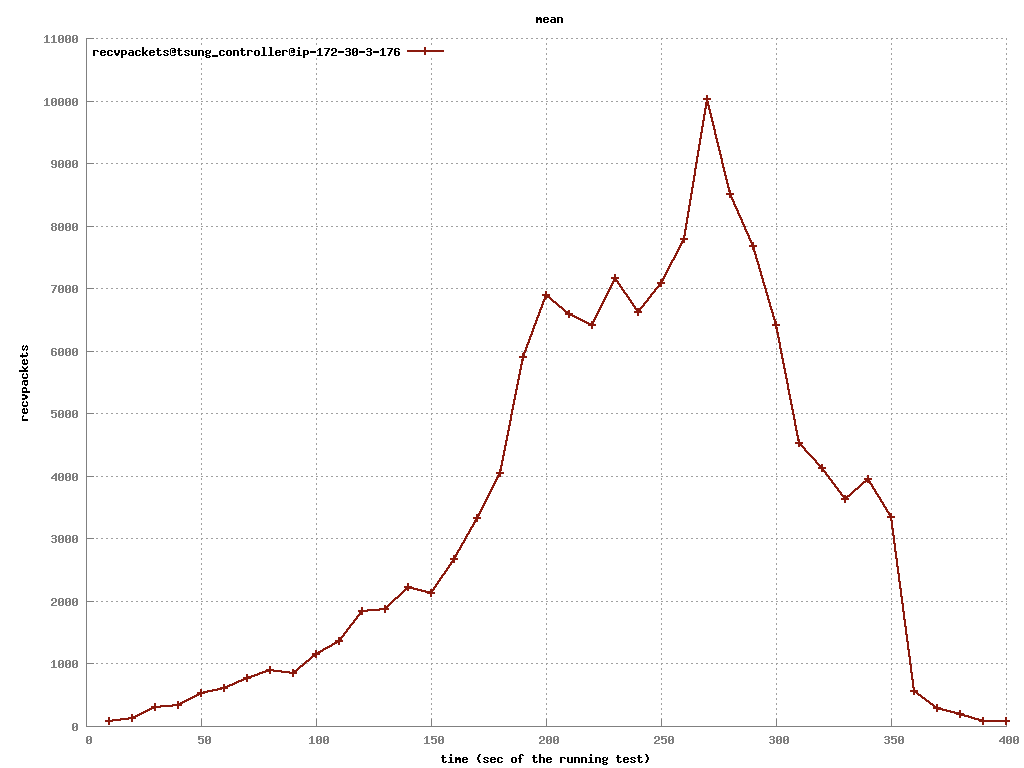 mean
11000
recvpackets@tsung_controller@ip-172-30-3-176
10000
9000
8000
7000
6000
recvpackets
5000
4000
3000
2000
1000
0
0 50 100 150 200 250 300 350 400
time (sec of the running test)